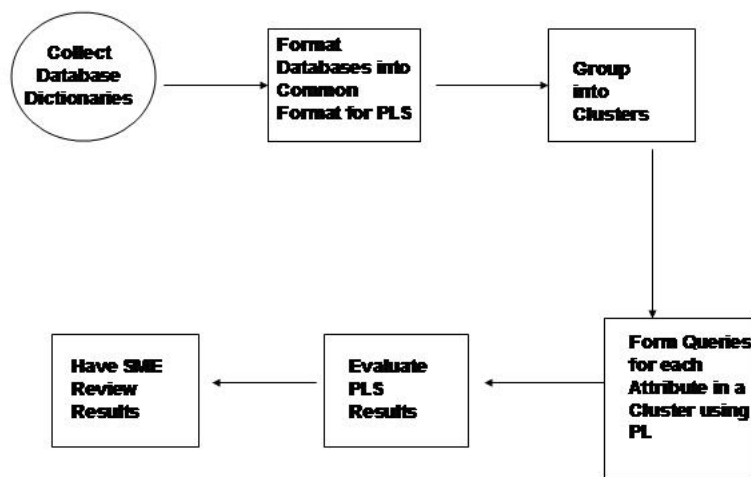 Collect
Database
Dictionaries
Format
Databases into
Common
Format for PLS
Group
into
Clusters
Form Queries
for each
Attribute in a
Cluster using
PL
Evaluate
PLS
Results
Have SME
Review
Results